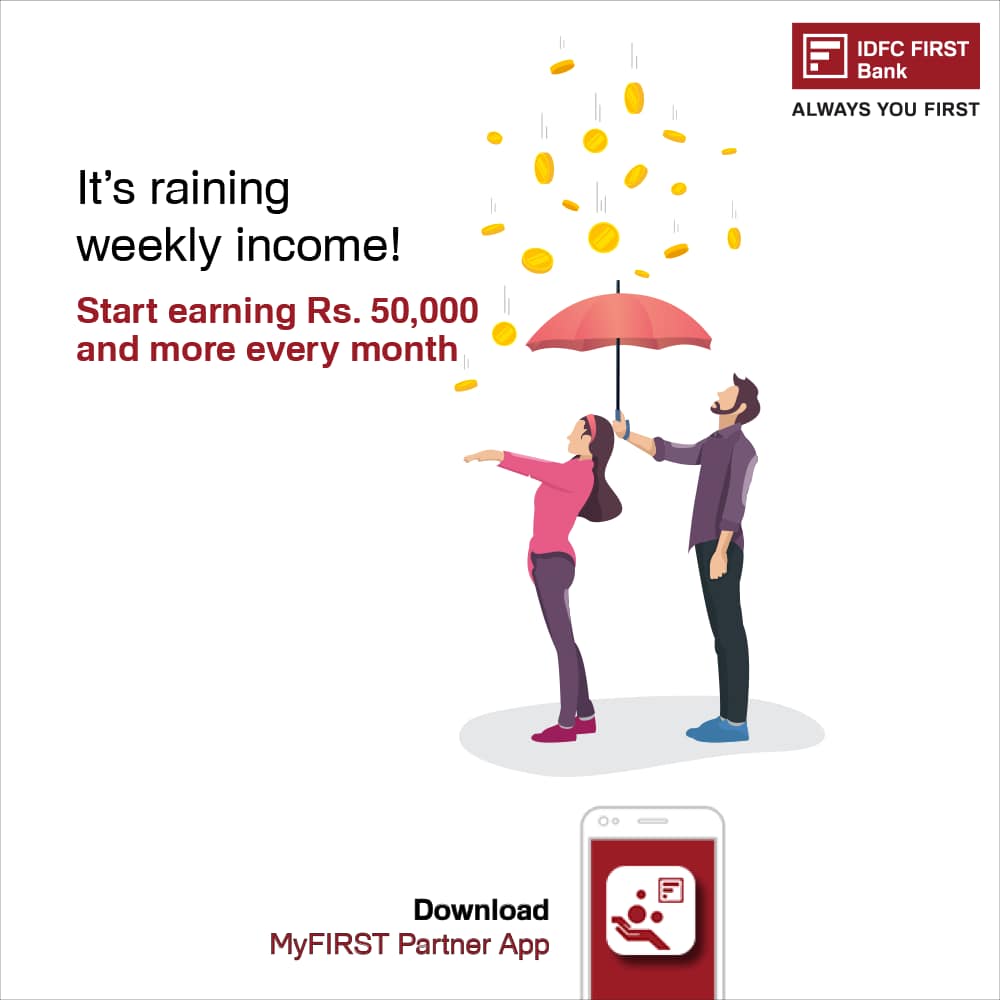 IDFC FIRST
Bank
ALWAYS YOU FIRST
It's raining
weekly income!
Start earning Rs. 50,000
and more every month
Download
MyFIRST Partner App